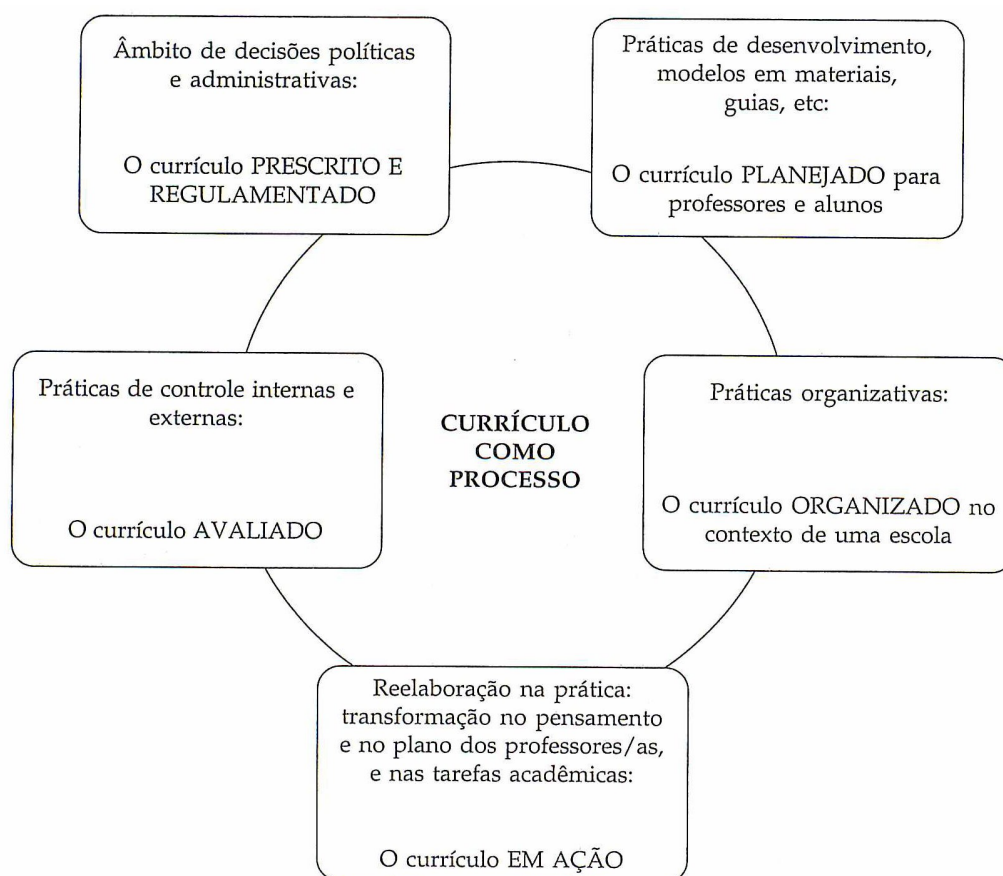 Âmbito de decisões políticas
e administrativas:
O currículo PRESCRITO E
REGULAMENTADO
Práticas de desenvolvimento,
modelos em materiais,
guias, etc:
O currículo PLANEJADO para
professores e alunos
Práticas de controle internas e
externas:
O currículo AVALIADO
CURRÍCULO
COMO
PROCESSO
Práticas organizativas:
O currículo ORGANIZADO no
contexto de uma escola
Reelaboração na prática:
transformação no pensamento
e no plano dos professores/as,
e nas tarefas acadêmicas:
O currículo EM AÇÃO